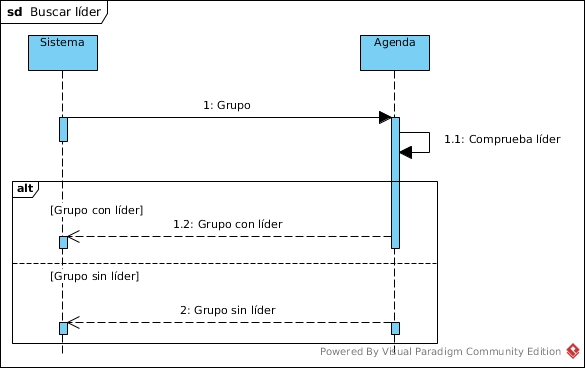 sd Buscar líder
Sistema
Agenda
1: Grupo
1.1: Comprueba líder
alt
[Grupo con líder]
1.2: Grupo con líder
[Grupo sin líder]
2: Grupo sin líder
Powered By Visual Paradigm Community Edition